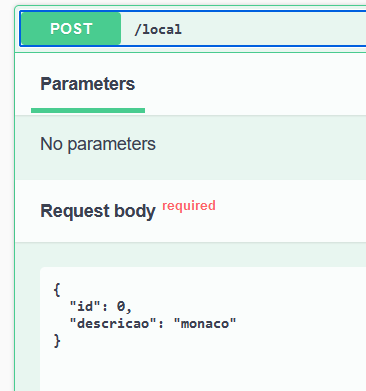 POST /local
Parameters
No parameters
Request body required
{
"id": 0,
"descricao": "monaco"
}